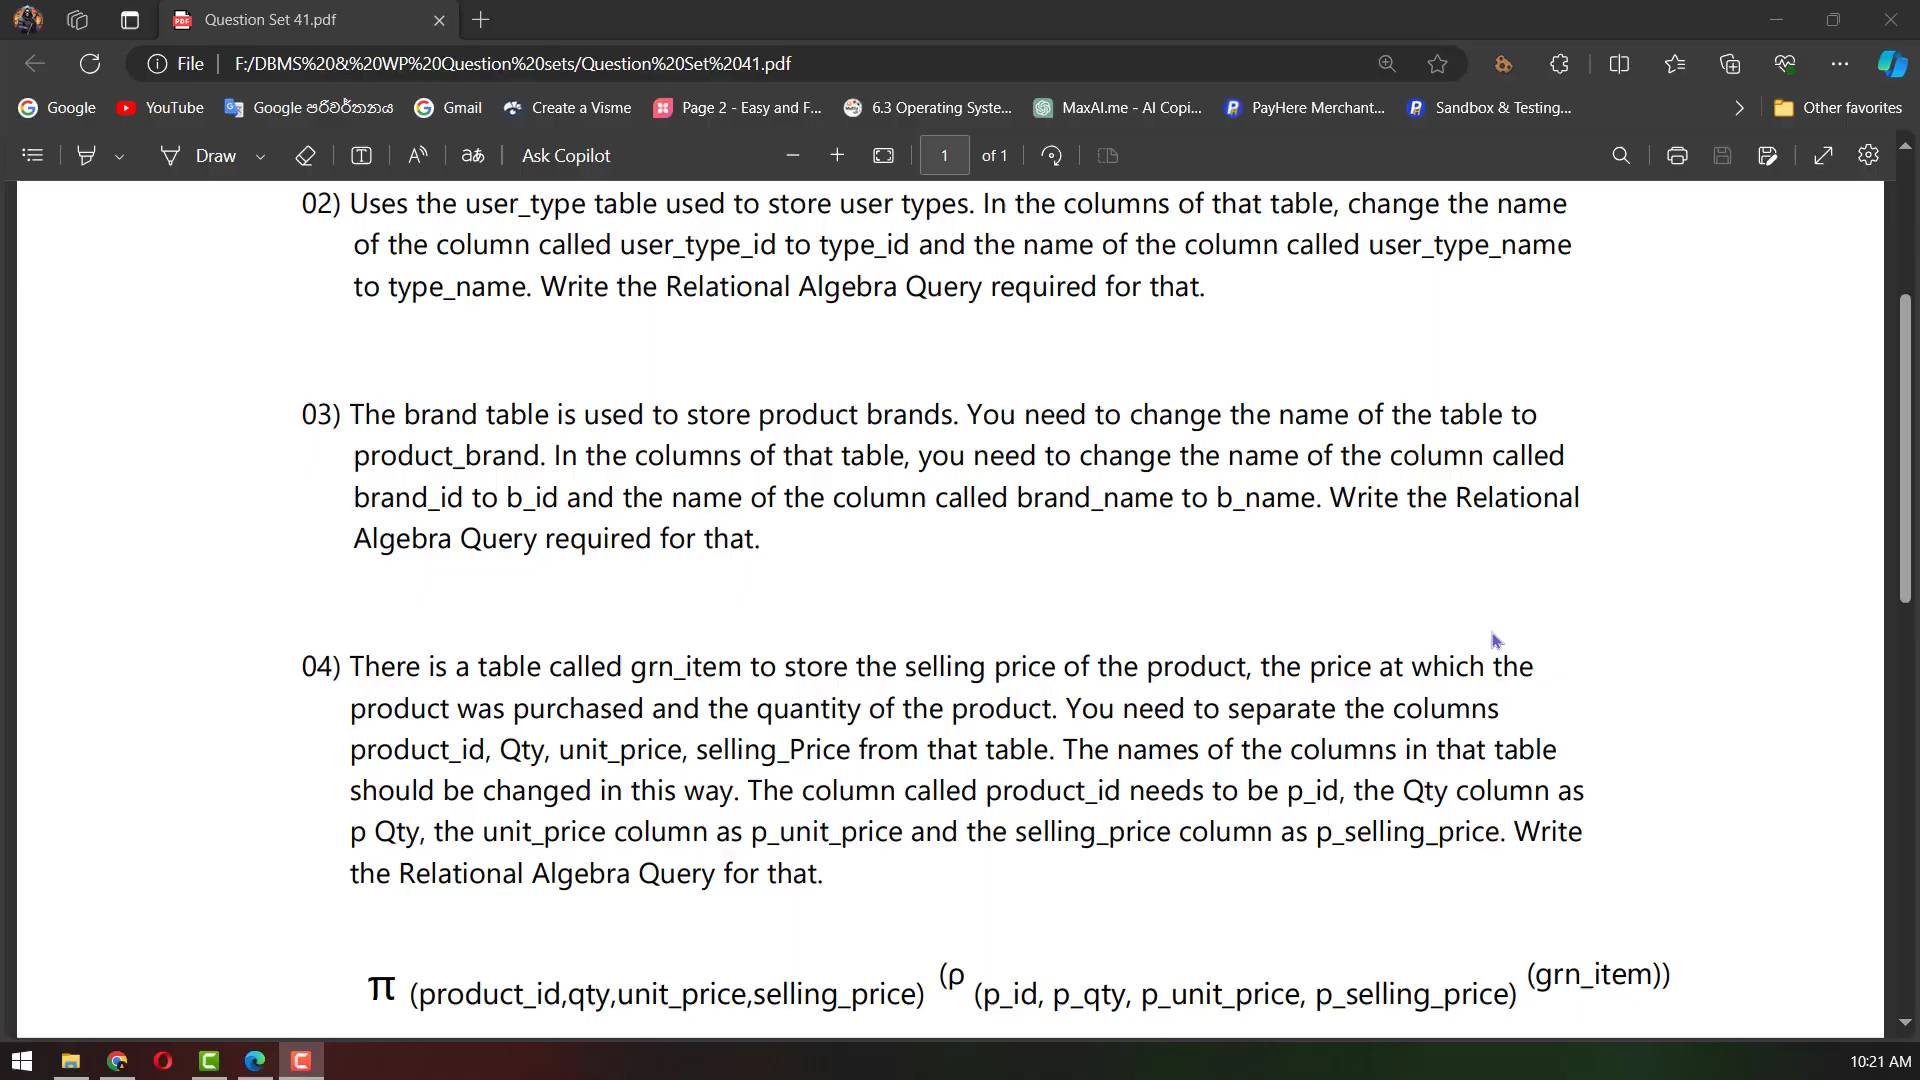 Question Set 41.pdf
File
F:/DBMS%20&%20WP%20Question%20sets/Question%20Set%2041.pdf
Google
YouTube
Google පරිවර්තනය
Gmail
Create a Visme
Page 2 - Easy and F...
6.3 Operating Syste...
MaxAI.me - AI Copi...
PayHere Merchant...
Sandbox & Testing...
Other favorites
Draw
Ask Copilot
1
of 1
02) Uses the user_type table used to store user types. In the columns of that table, change the name
of the column called user_type_id to type_id and the name of the column called user_type_name
to type_name. Write the Relational Algebra Query required for that.
03) The brand table is used to store product brands. You need to change the name of the table to
product_brand. In the columns of that table, you need to change the name of the column called
brand_id to b_id and the name of the column called brand_name to b_name. Write the Relational
Algebra Query required for that.
04) There is a table called grn_item to store the selling price of the product, the price at which the
product was purchased and the quantity of the product. You need to separate the columns
product_id, Qty, unit_price, selling_Price from that table. The names of the columns in that table
should be changed in this way. The column called product_id needs to be p_id, the Qty column as
p Qty, the unit_price column as p_unit_price and the selling_price column as p_selling_price. Write
the Relational Algebra Query for that.
π (product_id,qty,unit_price,selling_price) (ρ (p_id, p_qty, p_unit_price, p_selling_price) (grn_item))
10:21 AM